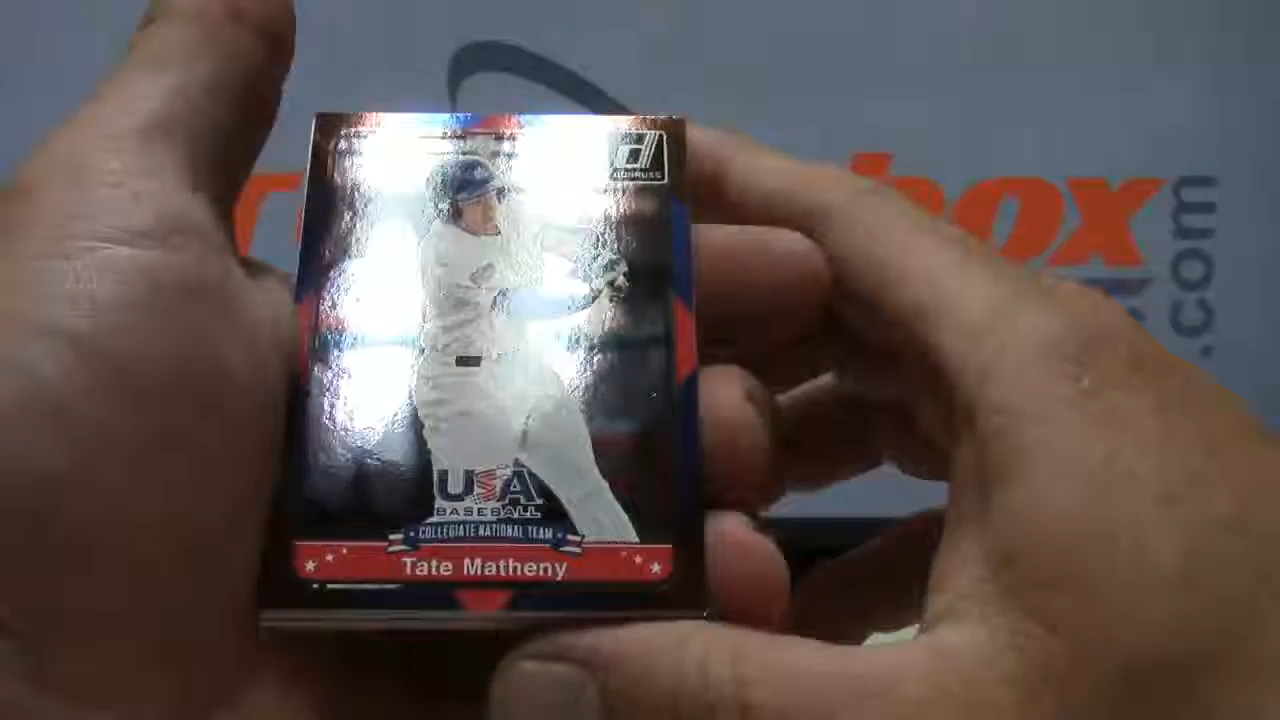 DONRUSS
box
.com
USA
BASEBALL
COLLEGIATE NATIONAL TEAM
Tate Matheny